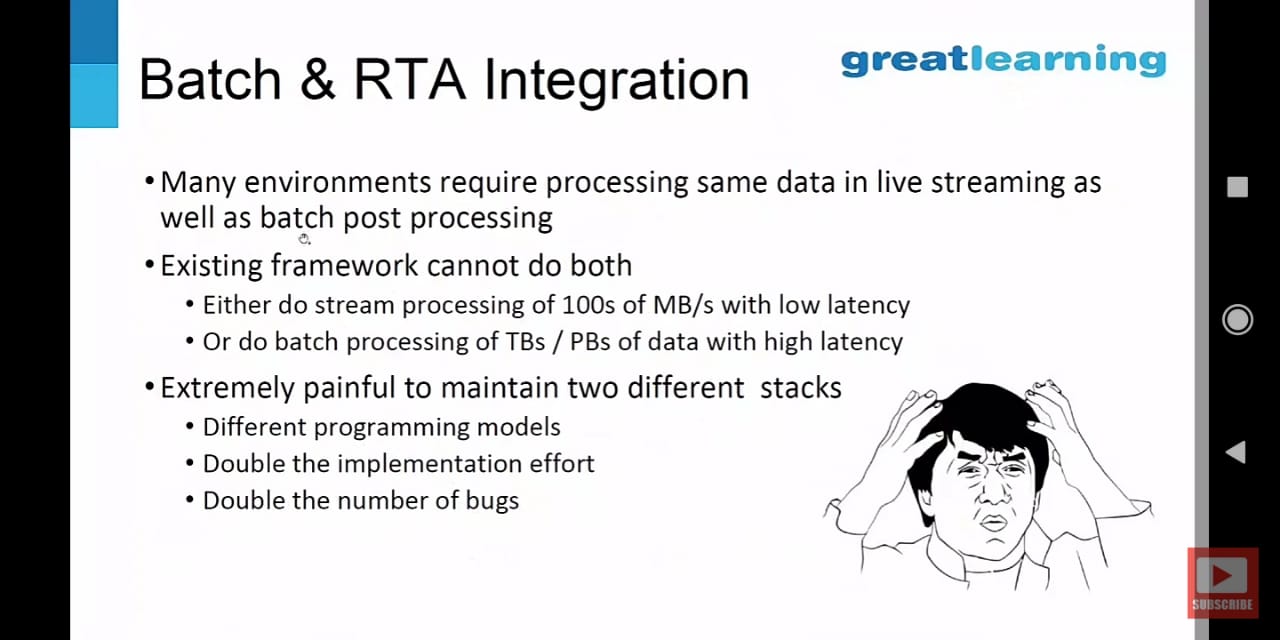 Batch & RTA Integration
greatlearning
• Many environments require processing same data in live streaming as
well as batch post processing
• Existing framework cannot do both
• Either do stream processing of 100s of MB/s with low latency
• Or do batch processing of TBs / PBs of data with high latency
• Extremely painful to maintain two different stacks
• Different programming models
• Double the implementation effort
• Double the number of bugs
SUBSCRIBE